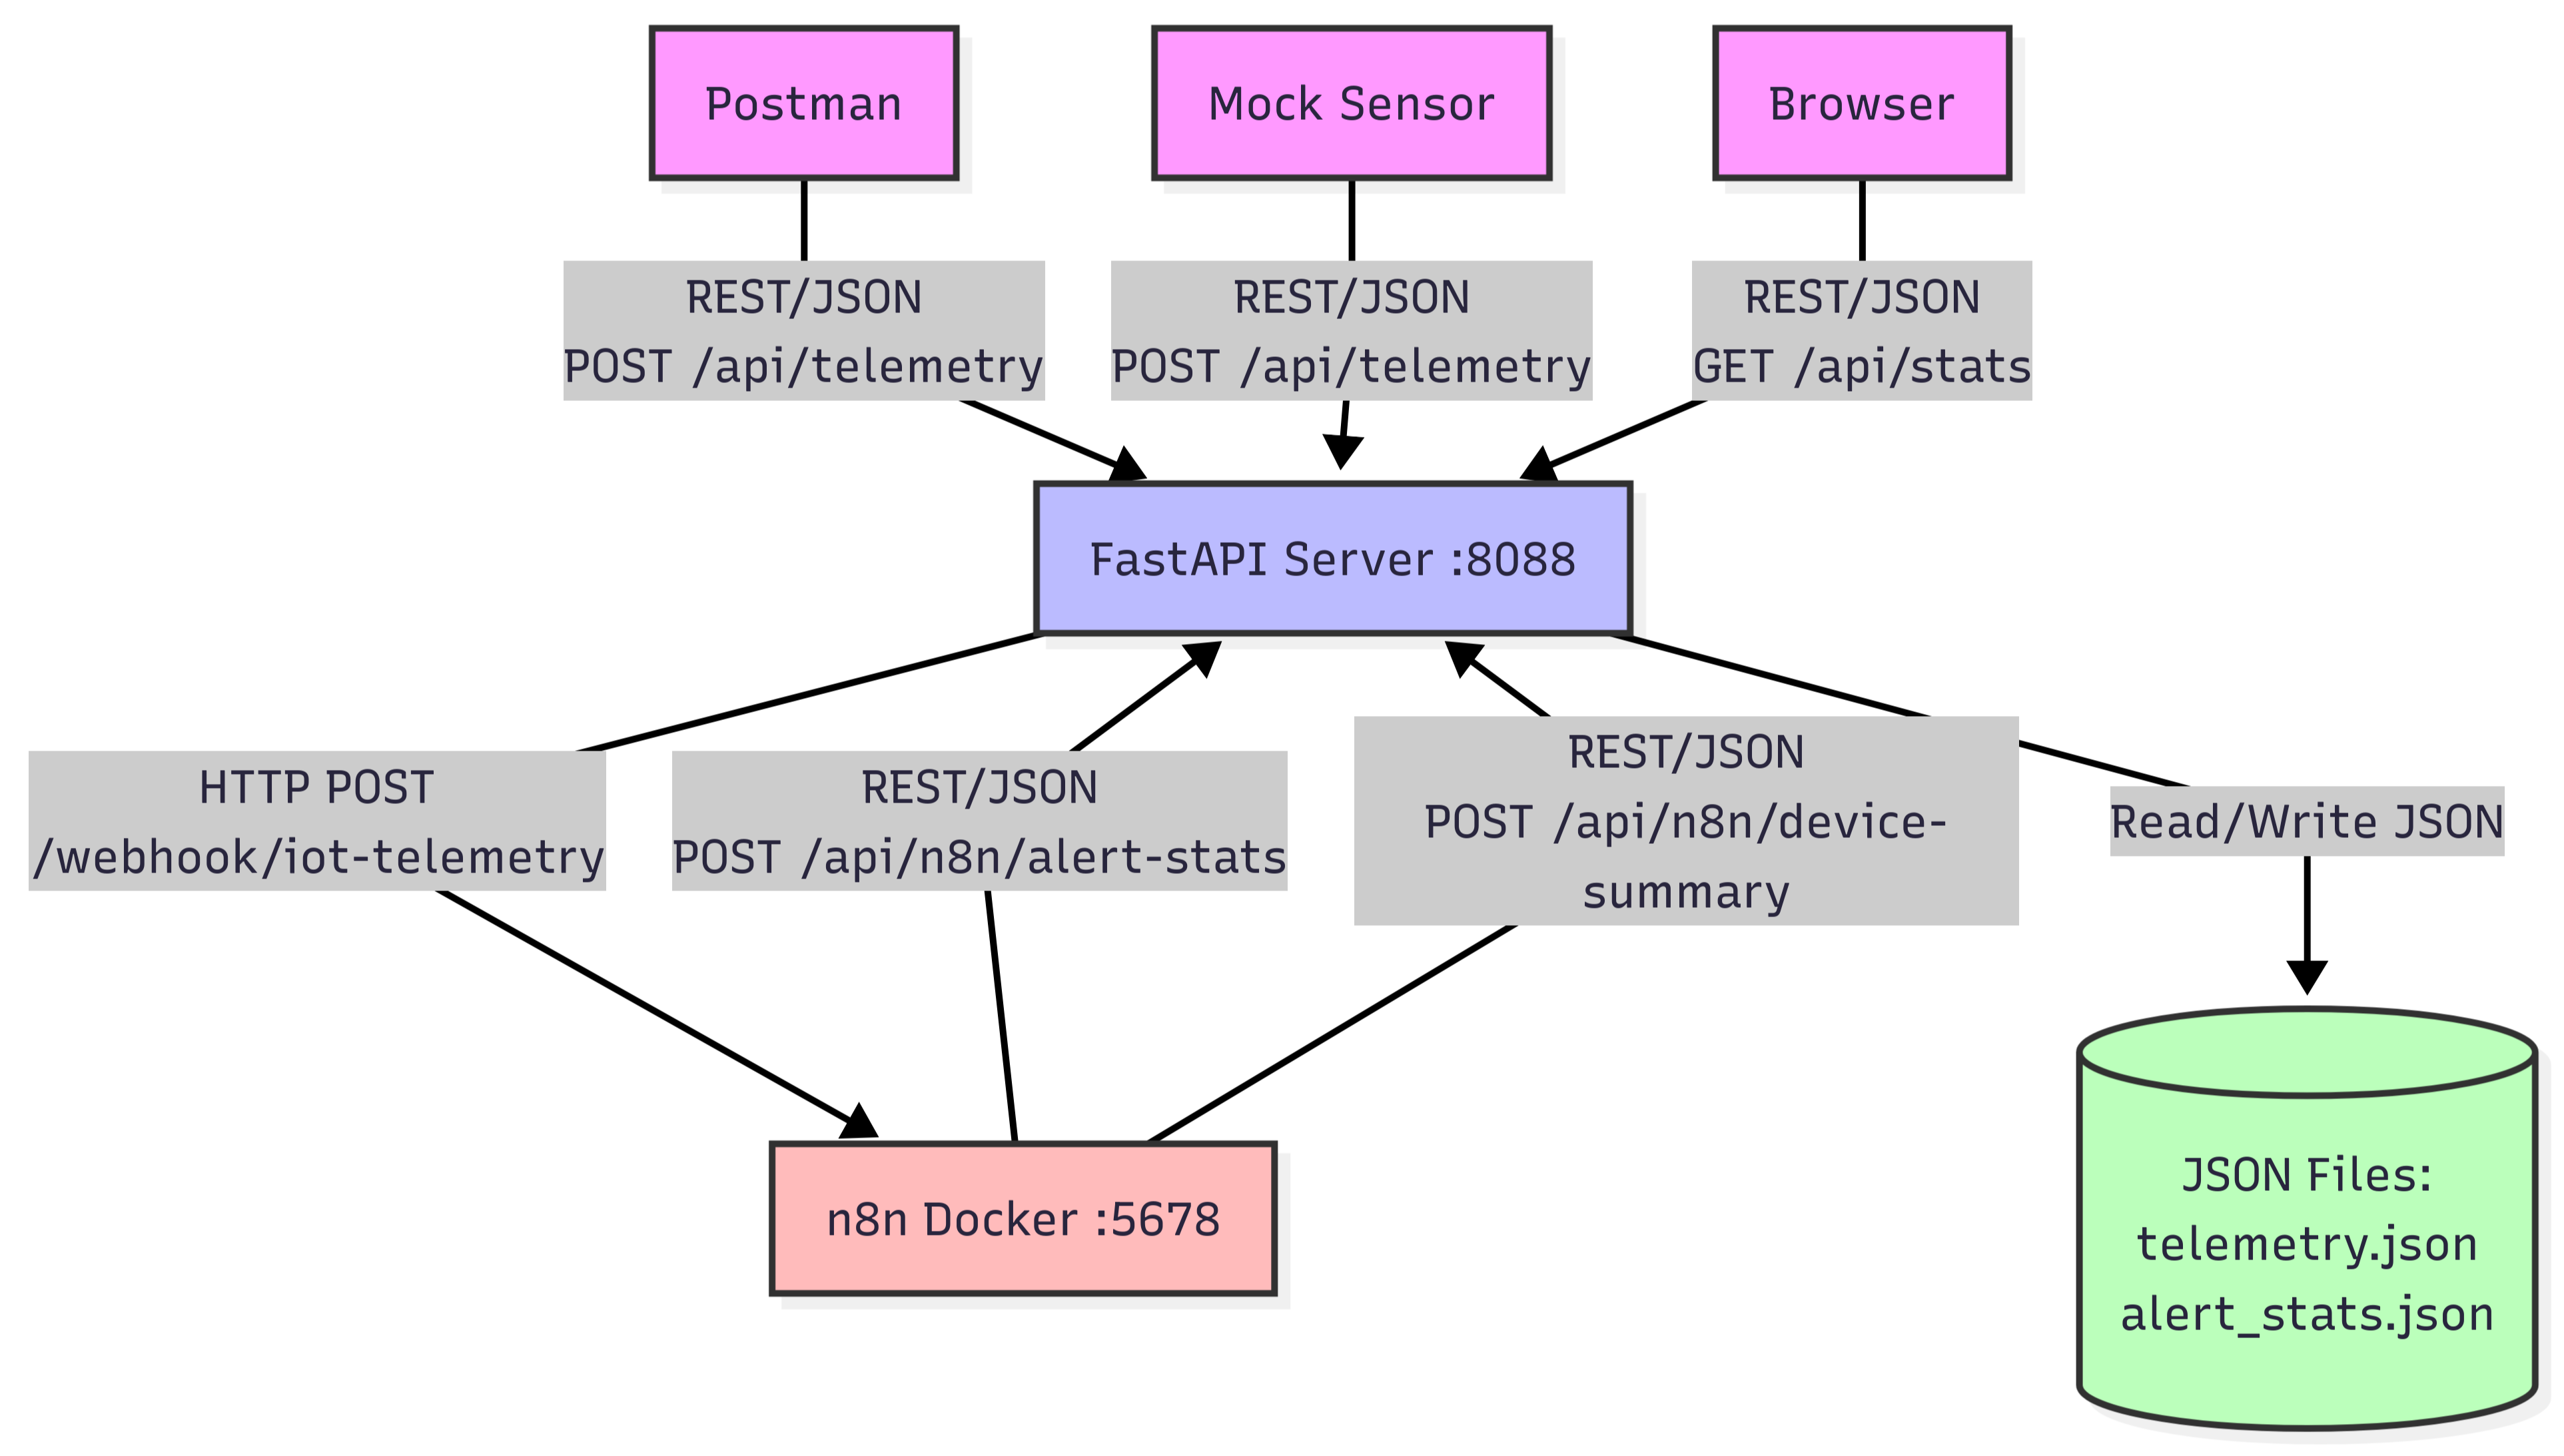 Postman
Mock Sensor
Browser
REST/JSON
POST /api/telemetry
REST/JSON
POST /api/telemetry
REST/JSON
GET /api/stats
FastAPI Server :8088
HTTP POST
/webhook/iot-telemetry
REST/JSON
POST /api/n8n/alert-stats
REST/JSON
POST /api/n8n/device-
summary
Read/Write JSON
n8n Docker :5678
JSON Files:
telemetry.json
alert_stats.json